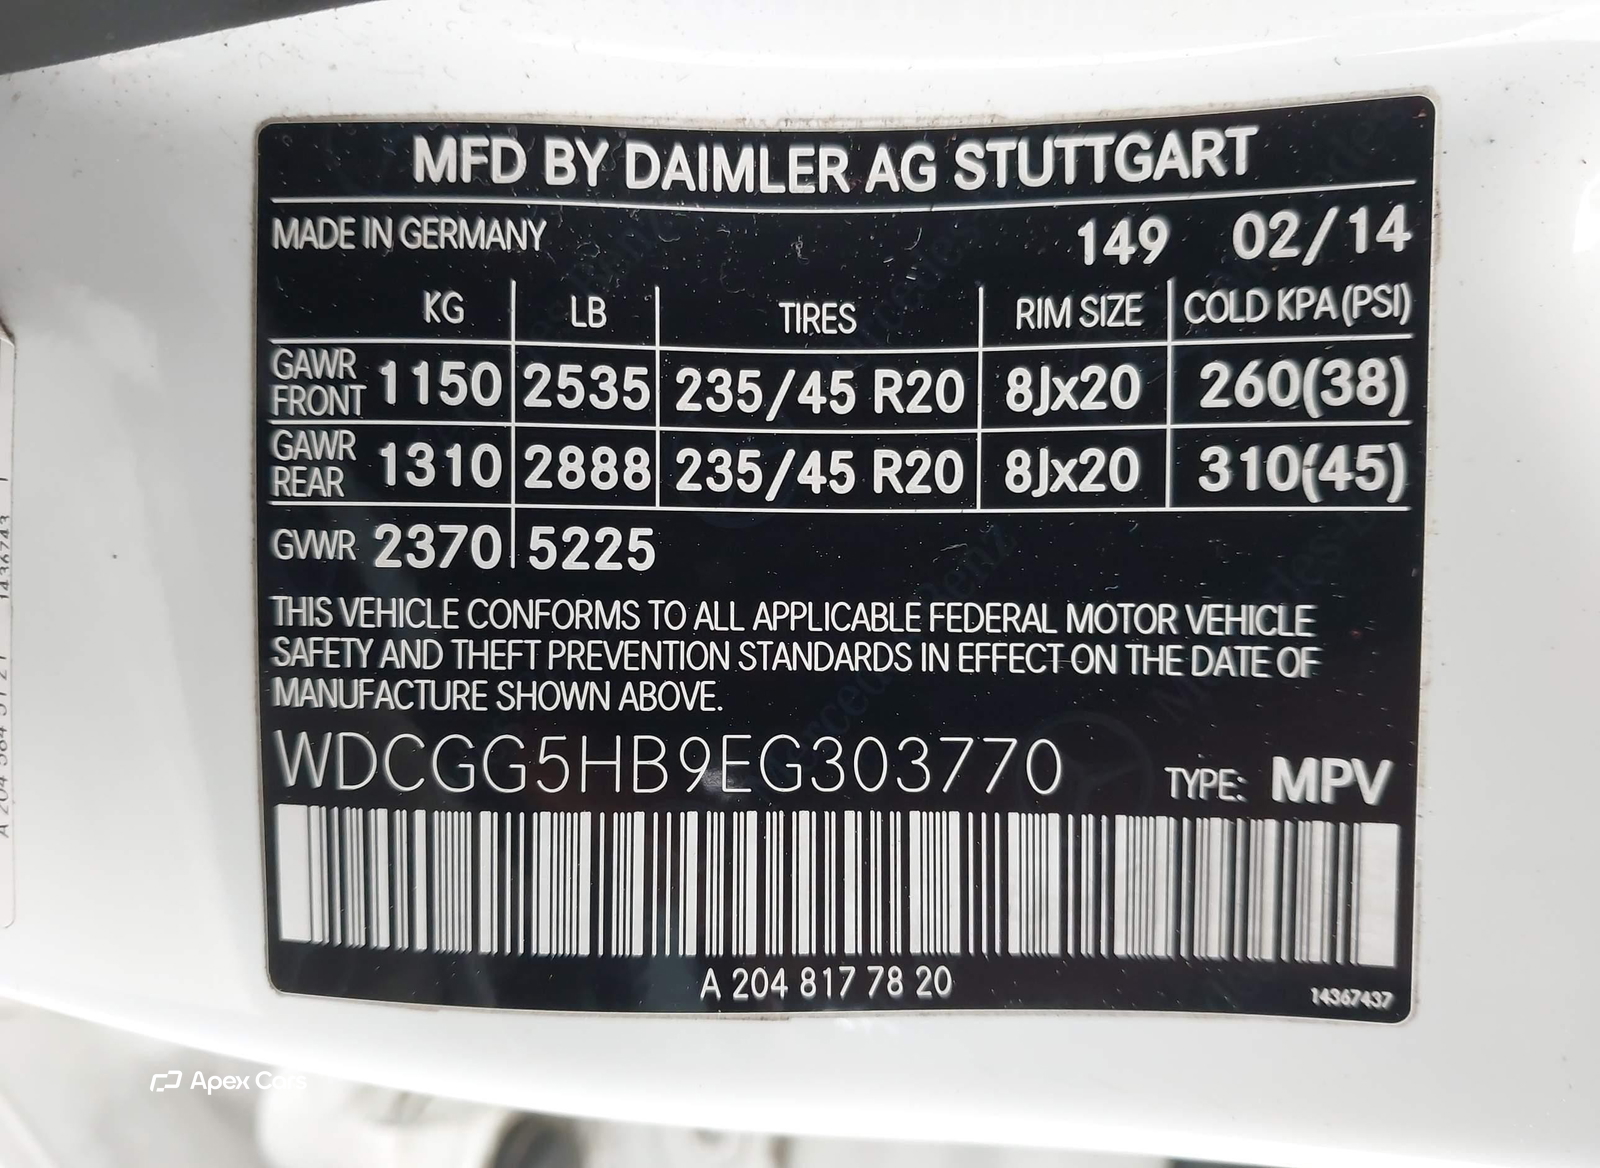 MFD BY DAIMLER AG STUTTGART
MADE IN GERMANY 149 02/14
KG LB TIRES RIM SIZE COLD KPA(PSI)
GAWR FRONT 1150 2535 235/45 R20 8Jx20 260(38)
GAWR REAR 1310 2888 235/45 R20 8Jx20 310(45)
GVWR 2370 5225
THIS VEHICLE CONFORMS TO ALL APPLICABLE FEDERAL MOTOR VEHICLE
SAFETY AND THEFT PREVENTION STANDARDS IN EFFECT ON THE DATE OF
MANUFACTURE SHOWN ABOVE.
WDCGG5HB9EG303770 TYPE: MPV
A 204 817 78 20
14367437
Apex Cars